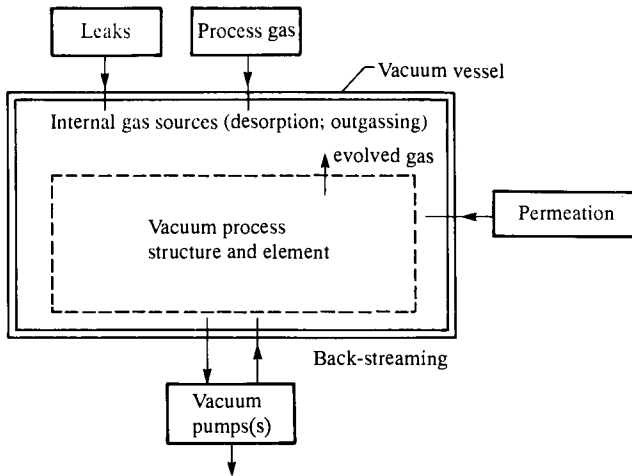 Leaks
Process gas
Vacuum vessel
Internal gas sources (desorption; outgassing)
evolved gas
Vacuum process
structure and element
Permeation
Back-streaming
Vacuum
pumps(s)